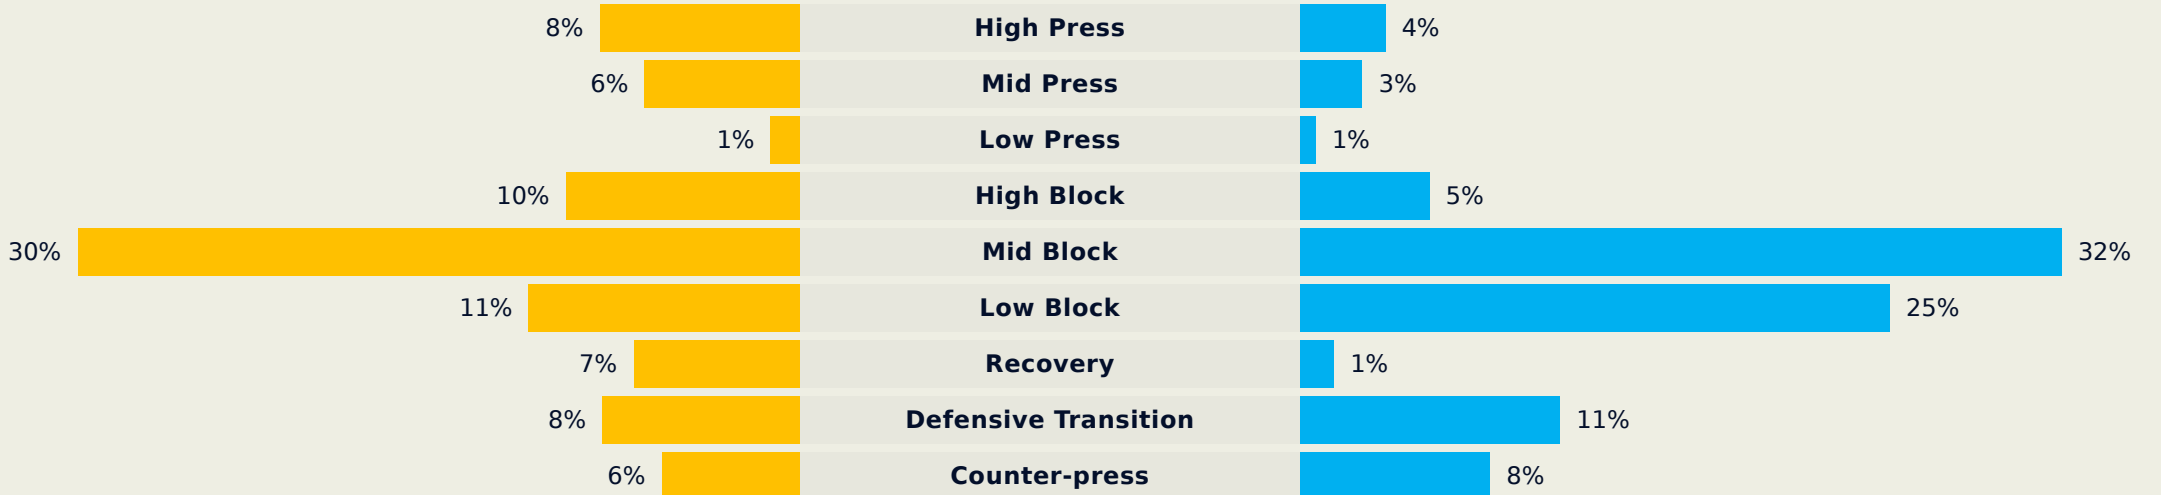 8% High Press 4%
6% Mid Press 3%
1% Low Press 1%
10% High Block 5%
30% Mid Block 32%
11% Low Block 25%
7% Recovery 1%
8% Defensive Transition 11%
6% Counter-press 8%